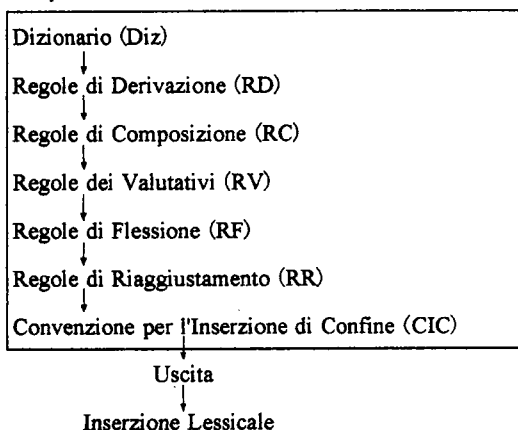 Dizionario (Diz)
Regole di Derivazione (RD)
Regole di Composizione (RC)
Regole dei Valutativi (RV)
Regole di Flessione (RF)
Regole di Riaggiustamento (RR)
Convenzione per l'Inserzione di Confine (CIC)
Uscita
Inserzione Lessicale